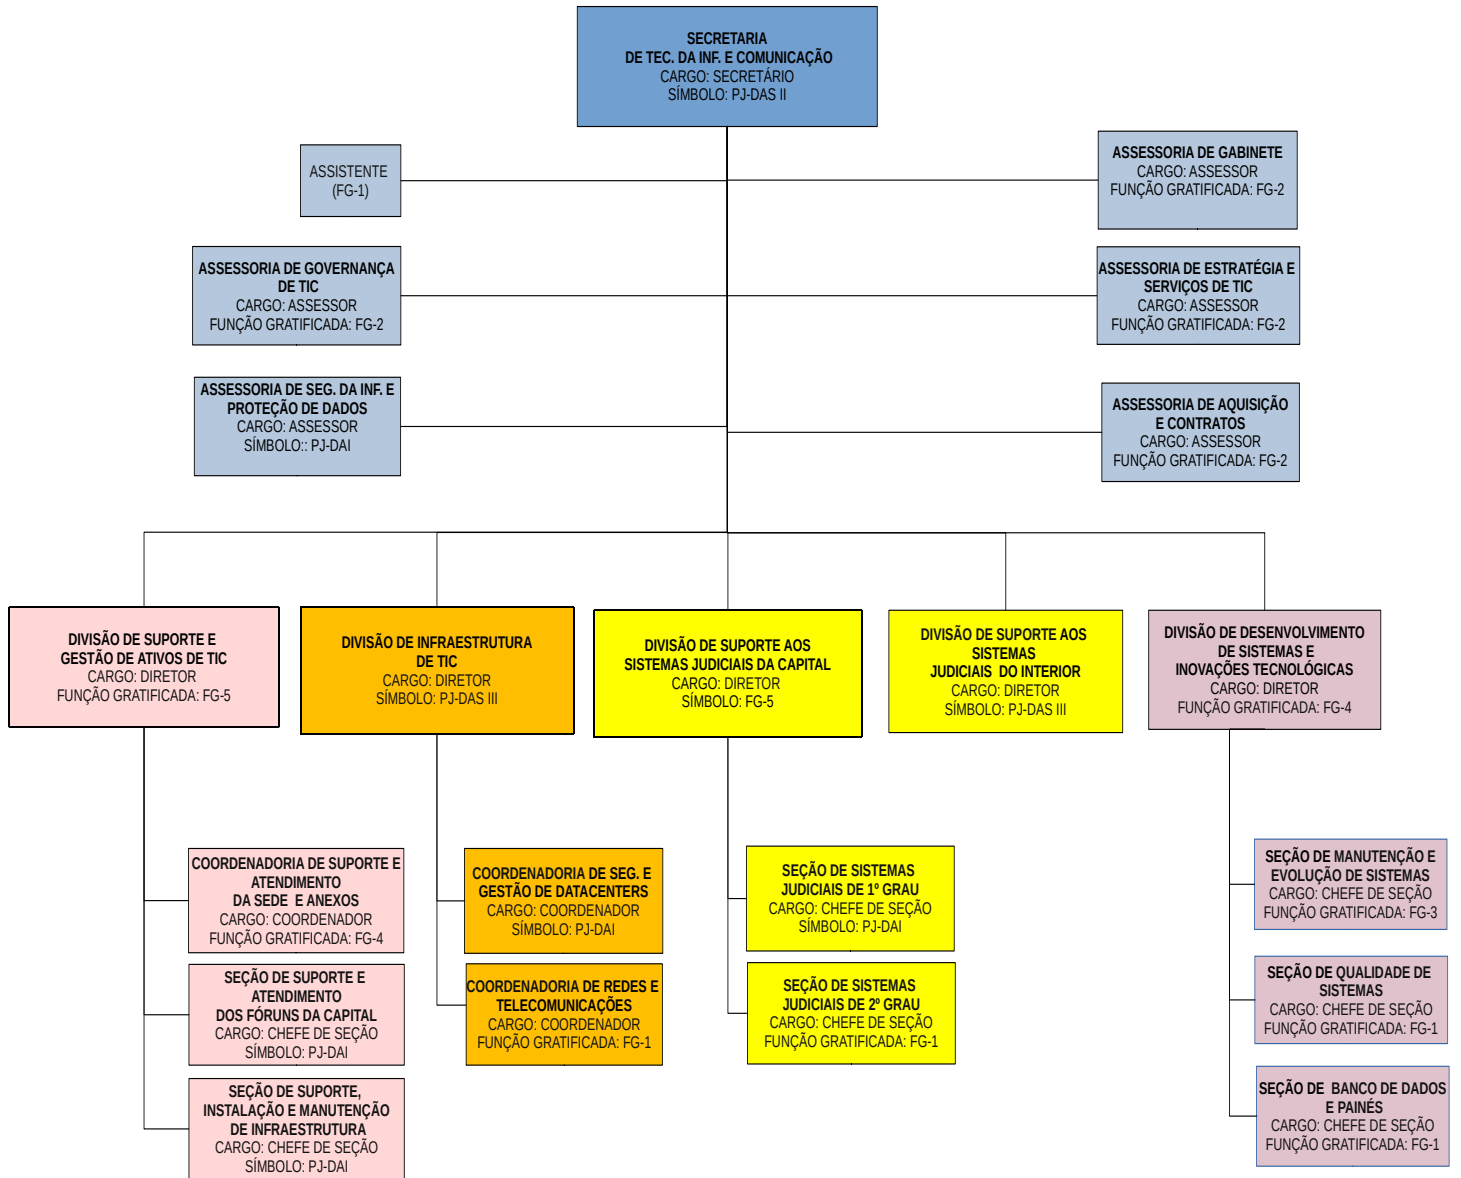 SECRETARIA
DE TEC. DA INF. E COMUNICAÇÃO
CARGO: SECRETÁRIO
SÍMBOLO: PJ-DAS II
ASSISTENTE
(FG-1)
ASSESSORIA DE GABINETE
CARGO: ASSESSOR
FUNÇÃO GRATIFICADA: FG-2
ASSESSORIA DE GOVERNANÇA
DE TIC
CARGO: ASSESSOR
FUNÇÃO GRATIFICADA: FG-2
ASSESSORIA DE ESTRATÉGIA E
SERVIÇOS DE TIC
CARGO: ASSESSOR
FUNÇÃO GRATIFICADA: FG-2
ASSESSORIA DE SEG. DA INF. E
PROTEÇÃO DE DADOS
CARGO: ASSESSOR
SÍMBOLO:: PJ-DAI
ASSESSORIA DE AQUISIÇÃO
E CONTRATOS
CARGO: ASSESSOR
FUNÇÃO GRATIFICADA: FG-2
DIVISÃO DE SUPORTE E
GESTÃO DE ATIVOS DE TIC
CARGO: DIRETOR
FUNÇÃO GRATIFICADA: FG-5
DIVISÃO DE INFRAESTRUTURA
DE TIC
CARGO: DIRETOR
SÍMBOLO: PJ-DAS III
DIVISÃO DE SUPORTE AOS
SISTEMAS JUDICIAIS DA CAPITAL
CARGO: DIRETOR
SÍMBOLO: FG-5
DIVISÃO DE SUPORTE AOS
SISTEMAS
JUDICIAIS DO INTERIOR
CARGO: DIRETOR
SÍMBOLO: PJ-DAS III
DIVISÃO DE DESENVOLVIMENTO
DE SISTEMAS E
INOVAÇÕES TECNOLÓGICAS
CARGO: DIRETOR
FUNÇÃO GRATIFICADA: FG-4
COORDENADORIA DE SUPORTE E
ATENDIMENTO
DA SEDE E ANEXOS
CARGO: COORDENADOR
FUNÇÃO GRATIFICADA: FG-4
SEÇÃO DE SUPORTE E
ATENDIMENTO
DOS FÓRUNS DA CAPITAL
CARGO: CHEFE DE SEÇÃO
SÍMBOLO: PJ-DAI
SEÇÃO DE SUPORTE,
INSTALAÇÃO E MANUTENÇÃO
DE INFRAESTRUTURA
CARGO: CHEFE DE SEÇÃO
SÍMBOLO: PJ-DAI
COORDENADORIA DE SEG. E
GESTÃO DE DATACENTERS
CARGO: COORDENADOR
SÍMBOLO: PJ-DAI
COORDENADORIA DE REDES E
TELECOMUNICAÇÕES
CARGO: COORDENADOR
FUNÇÃO GRATIFICADA: FG-1
SEÇÃO DE SISTEMAS
JUDICIAIS DE 1º GRAU
CARGO: CHEFE DE SEÇÃO
SÍMBOLO: PJ-DAI
SEÇÃO DE SISTEMAS
JUDICIAIS DE 2º GRAU
CARGO: CHEFE DE SEÇÃO
FUNÇÃO GRATIFICADA: FG-1
SEÇÃO DE MANUTENÇÃO E
EVOLUÇÃO DE SISTEMAS
CARGO: CHEFE DE SEÇÃO
FUNÇÃO GRATIFICADA: FG-3
SEÇÃO DE QUALIDADE DE
SISTEMAS
CARGO: CHEFE DE SEÇÃO
FUNÇÃO GRATIFICADA: FG-1
SEÇÃO DE BANCO DE DADOS
E PAINÉS
CARGO: CHEFE DE SEÇÃO
FUNÇÃO GRATIFICADA: FG-1